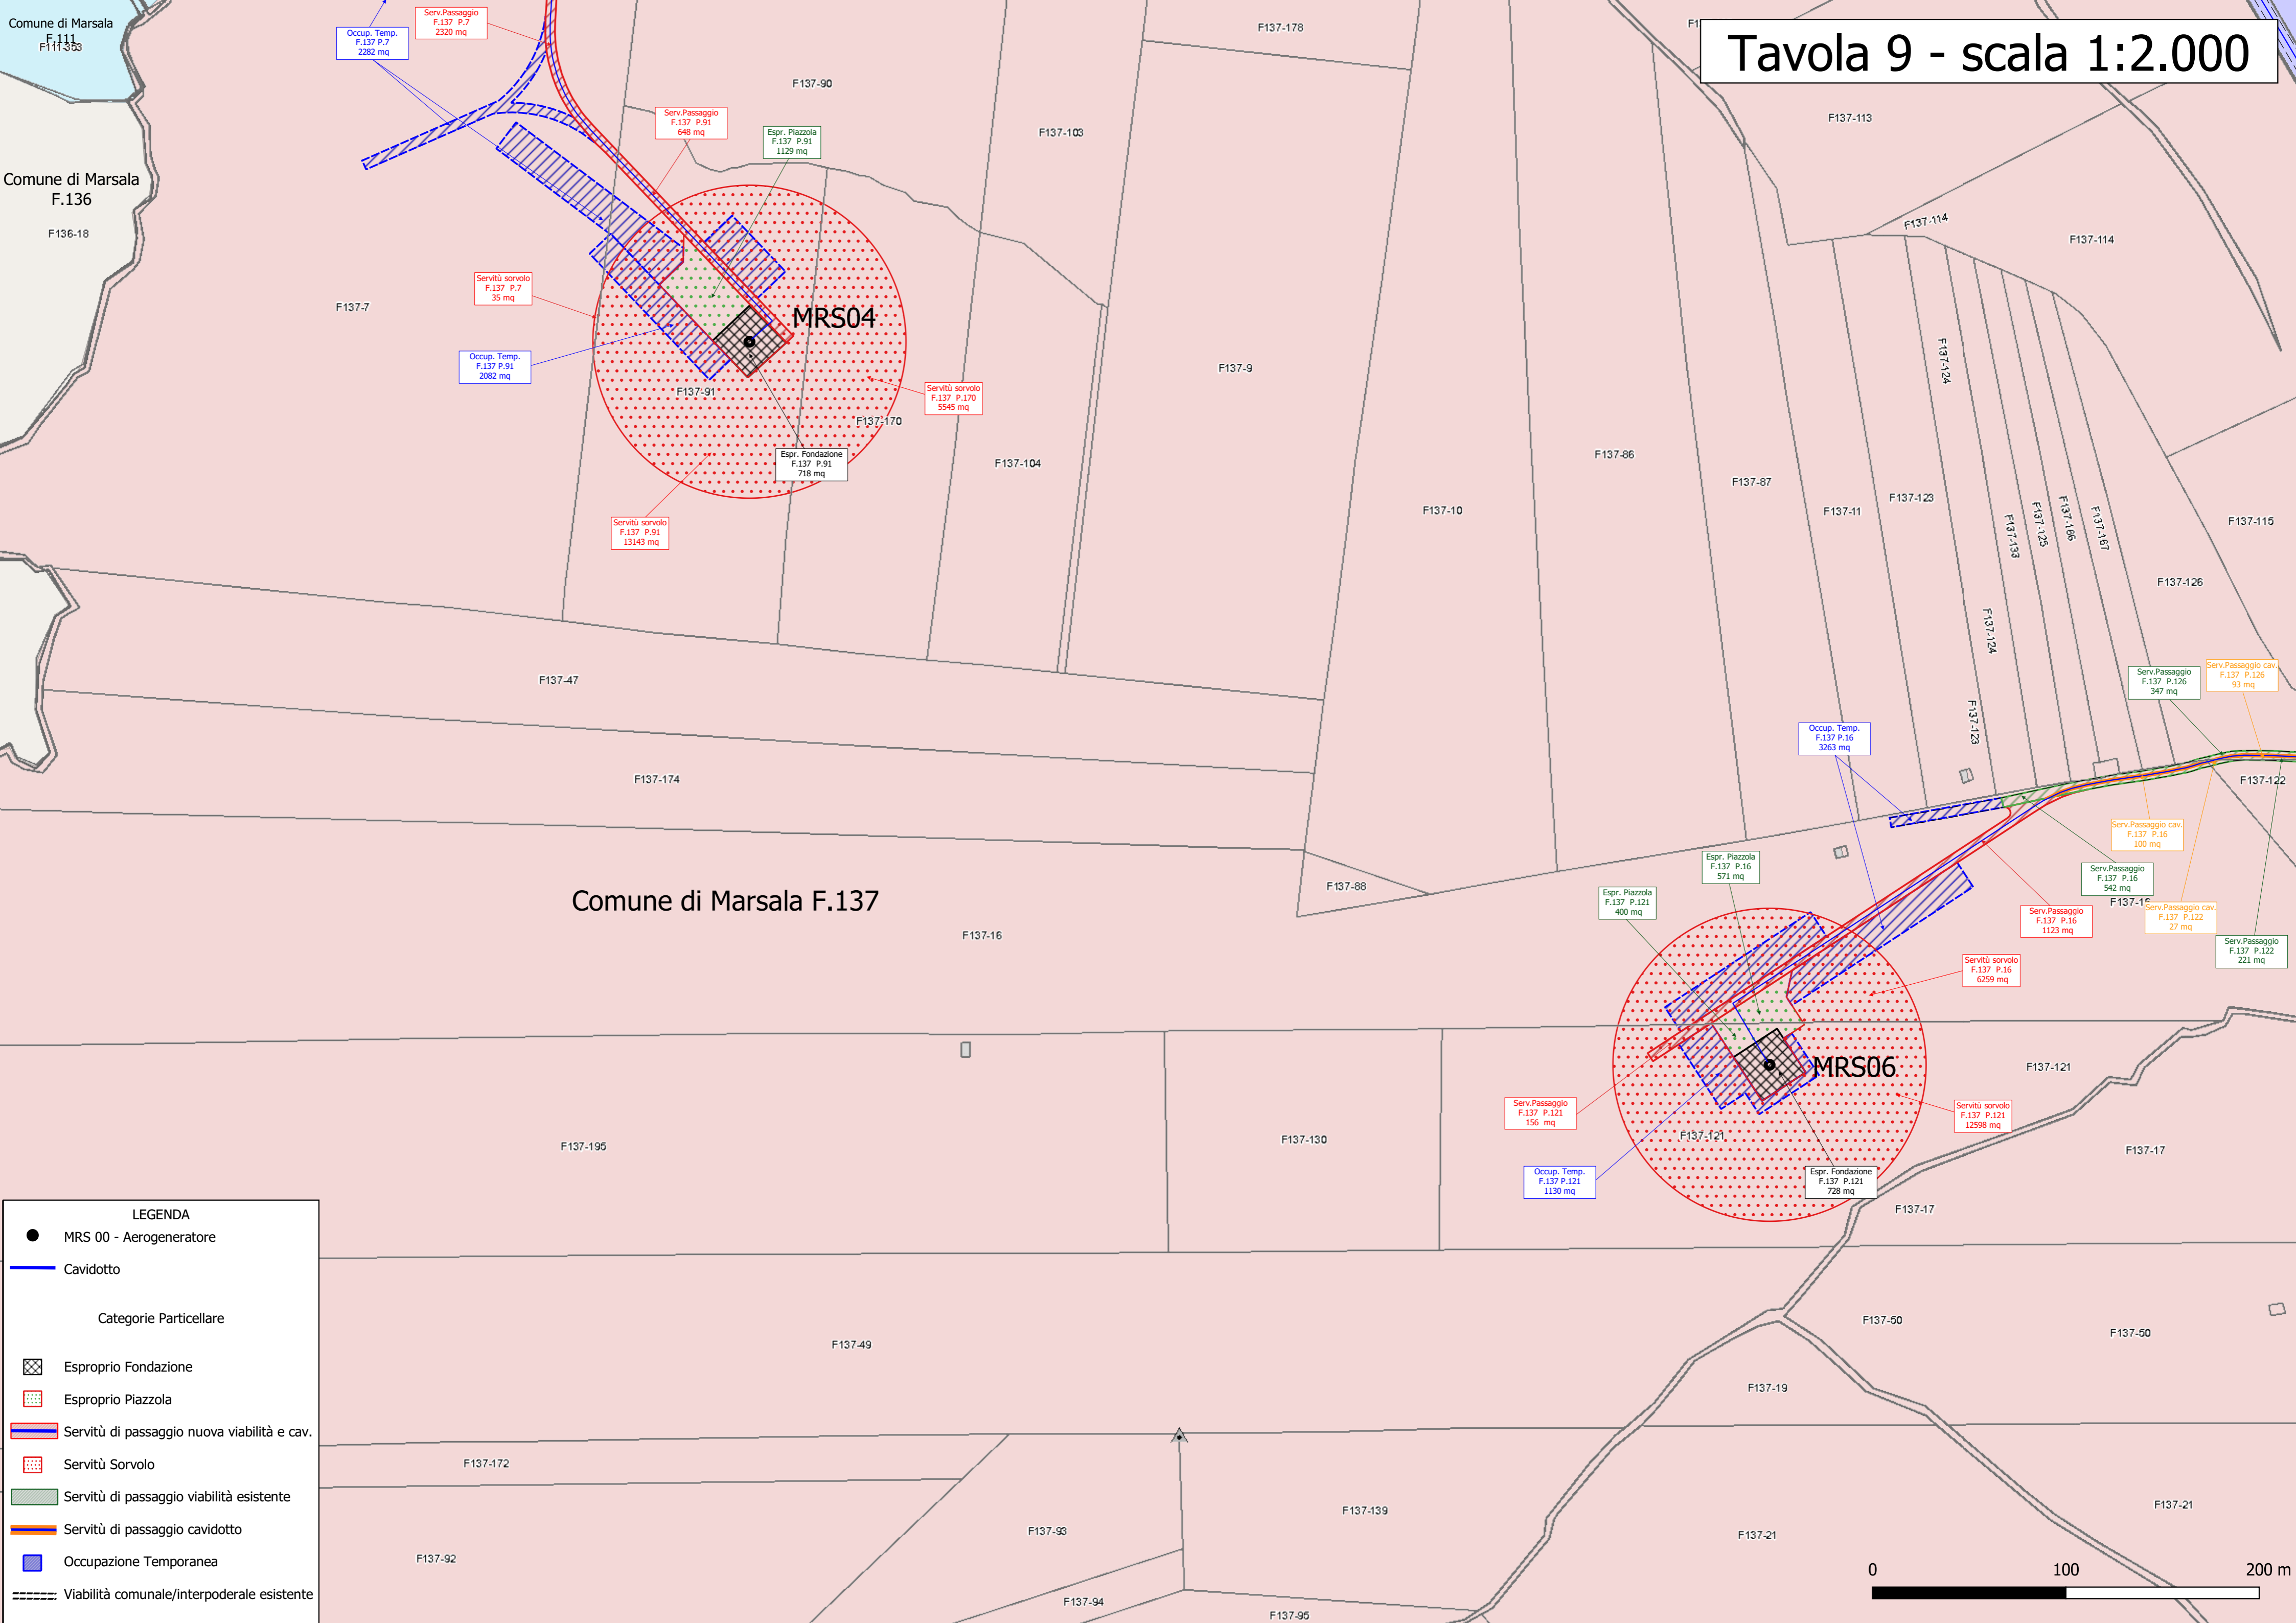 Tavola 9 - scala 1:2.000
Comune di Marsala
F.111
F111-353
Occup. Temp.
F.137 P.7
2282 mq
Serv.Passaggio
F.137 P.7
2320 mq
F137-178
F137-90
Serv.Passaggio
F.137 P.91
648 mq
Espr. Piazzola
F.137 P.91
1129 mq
F137-103
F137-113
Comune di Marsala
F.136
F136-18
F137-114
F137-114
Servitù sorvolo
F.137 P.7
35 mq
F137-7
MRS04
Occup. Temp.
F.137 P.91
2082 mq
F137-9
F137-124
F137-91
Servitù sorvolo
F.137 P.170
5545 mq
F137-170
Espr. Fondazione
F.137 P.91
718 mq
F137-104
F137-86
F137-87
F137-123
F137-10
F137-11
F137-133
F137-125
F137-166
F137-167
F137-115
Servitù sorvolo
F.137 P.91
13143 mq
F137-126
F137-124
F137-47
Serv.Passaggio
F.137 P.126
347 mq
Serv.Passaggio cav.
F.137 P.126
93 mq
F137-123
Occup. Temp.
F.137 P.16
3263 mq
F137-174
F137-122
Serv.Passaggio cav.
F.137 P.16
100 mq
Espr. Piazzola
F.137 P.16
571 mq
Serv.Passaggio
F.137 P.16
542 mq
F137-88
Espr. Piazzola
F.137 P.121
400 mq
Comune di Marsala F.137
F137-16
Serv.Passaggio
F.137 P.16
1123 mq
Serv.Passaggio cav.
F.137 P.122
27 mq
F137-16
Serv.Passaggio
F.137 P.122
221 mq
Servitù sorvolo
F.137 P.16
6259 mq
MRS06
F137-121
Serv.Passaggio
F.137 P.121
156 mq
Servitù sorvolo
F.137 P.121
12598 mq
F137-195
F137-130
F137-121
F137-17
Occup. Temp.
F.137 P.121
1130 mq
Espr. Fondazione
F.137 P.121
728 mq
F137-17
LEGENDA
MRS 00 - Aerogeneratore
Cavidotto
Categorie Particellare
Esproprio Fondazione
Esproprio Piazzola
Servitù di passaggio nuova viabilità e cav.
Servitù Sorvolo
Servitù di passaggio viabilità esistente
Servitù di passaggio cavidotto
Occupazione Temporanea
Viabilità comunale/interpoderale esistente
F137-49
F137-50
F137-50
F137-19
F137-172
F137-139
F137-21
F137-93
F137-21
F137-92
F137-94
F137-95
0 100 200 m